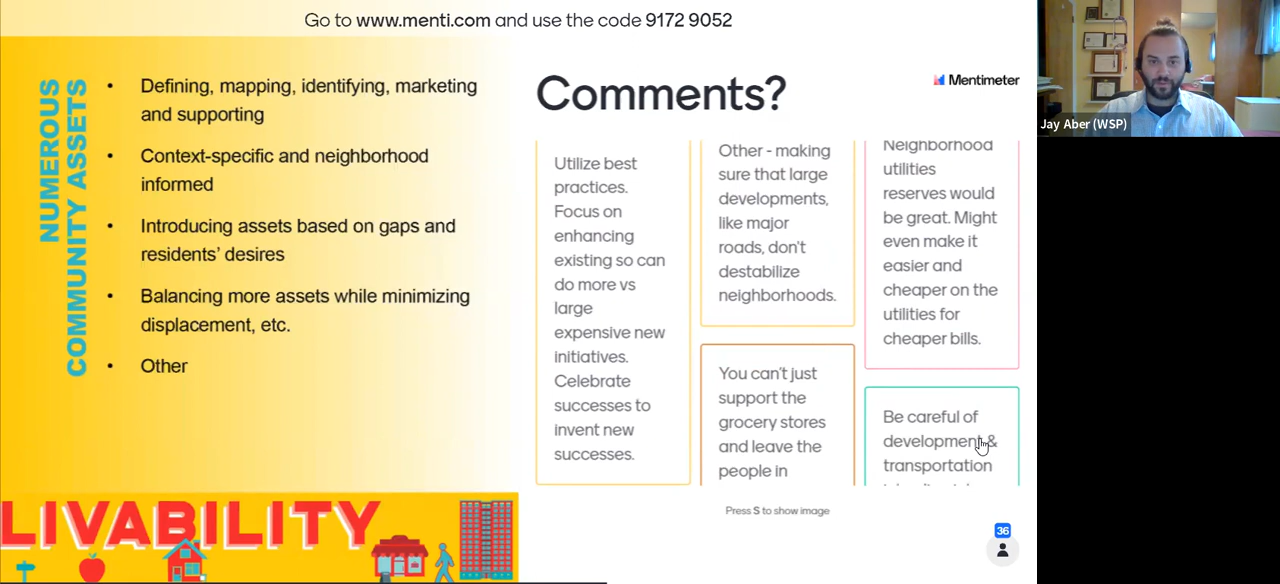 Go to www.menti.com and use the code 9172 9052
NUMEROUS
COMMUNITY ASSETS
• Defining, mapping, identifying, marketing
and supporting
• Context-specific and neighborhood
informed
• Introducing assets based on gaps and
residents' desires
• Balancing more assets while minimizing
displacement, etc.
• Other
LIVABILITY
Comments?
Mentimeter
Utilize best
practices.
Focus on
enhancing
existing so can
do more vs
large
expensive new
initiatives.
Celebrate
successes to
invent new
successes.
Other - making
sure that large
developments,
like major
roads, don't
destabilize
neighborhoods.
You can't just
support the
grocery stores
and leave the
people in
Neighborhood
utilities
reserves would
be great. Might
even make it
easier and
cheaper on the
utilities for
cheaper bills.
Be careful of
development &
transportation
Press S to show image
36
Jay Aber (WSP)